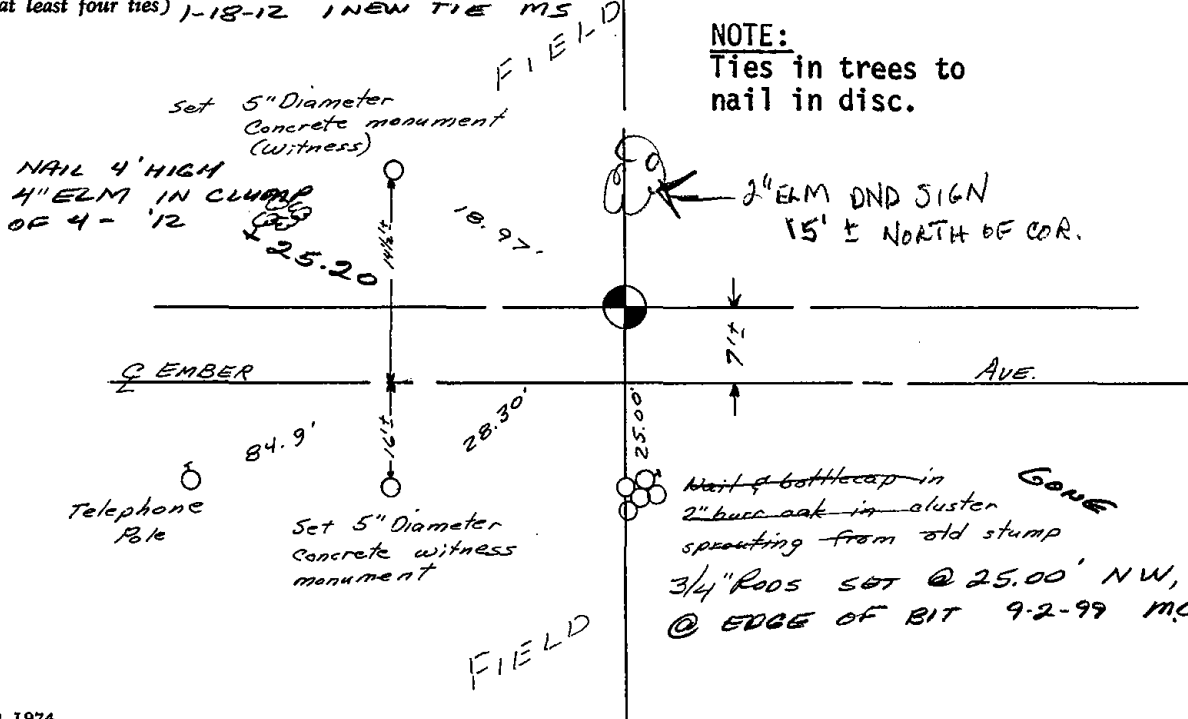 at least four ties) 1-18-12 1 NEW TIE MS
FIELD
NOTE:
Ties in trees to
nail in disc.
Set 5" Diameter
Concrete monument
(witness)
NAIL 4' HIGH
4" ELM IN CLUMP
OF 4 - '12
25.20
14½'±
18.97'
2" ELM DND SIGN
15' ± NORTH OF COR.
7'±
℄ EMBER
AVE.
84.9'
16'±
28.30'
25.00'
Telephone
Pole
Set 5" Diameter
Concrete witness
monument
Nail & bottlecap in
2" burr oak in cluster
sprouting from old stump
GONE
3/4" RODS SET @ 25.00' NW,
@ EDGE OF BIT 9-2-99
FIELD
1974